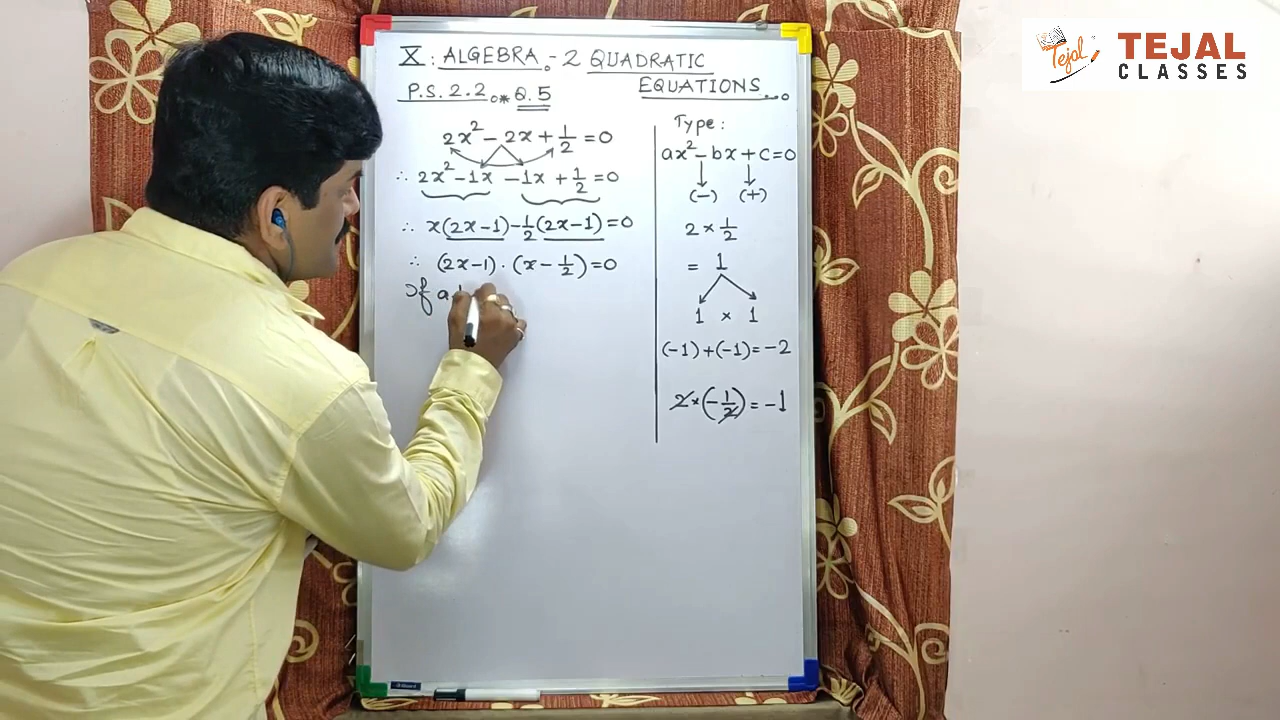 X : ALGEBRA. - 2 QUADRATIC
EQUATIONS...
P.S. 2.2. * Q.5
2x² - 2x + 1/2 = 0
∴ 2x² - 1x - 1x + 1/2 = 0
∴ x(2x - 1) - 1/2(2x - 1) = 0
∴ (2x - 1) · (x - 1/2) = 0
If a
Type:
ax² - bx + c = 0
(-) (+)
2 × 1/2
= 1
1 × 1
(-1) + (-1) = -2
2 × (-1/2) = -1
Tejal
TEJAL
CLASSES